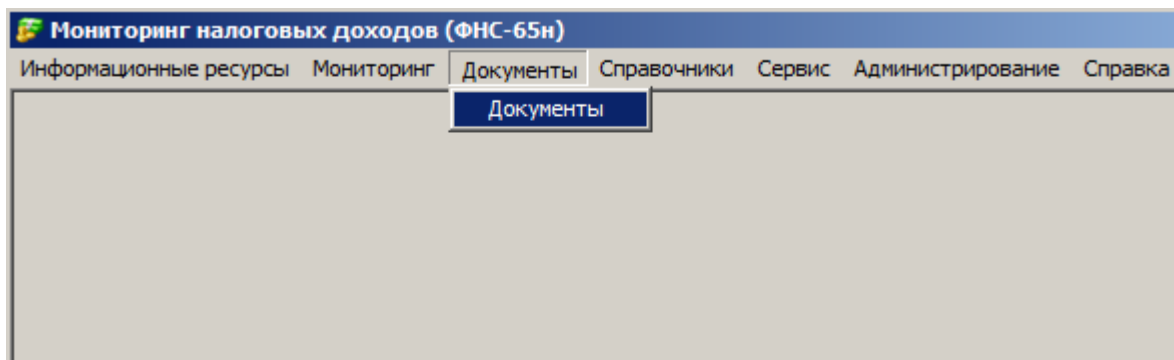 Мониторинг налоговых доходов (ФНС-65н)
Информационные ресурсы Мониторинг Документы Справочники Сервис Администрирование Справка
Документы